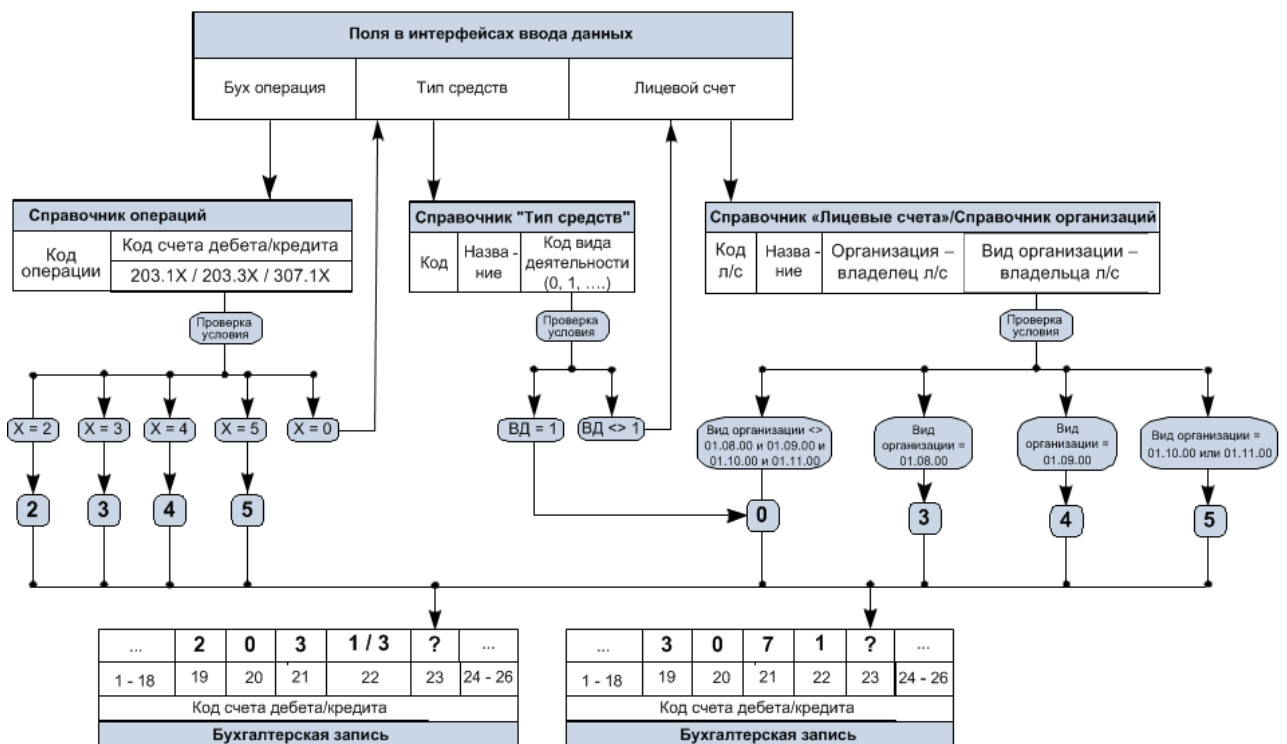 Поля в интерфейсах ввода данных
Бух операция
Тип средств
Лицевой счет
Справочник операций
Код
операции
Код счета дебета/кредита
203.1X / 203.3X / 307.1X
Справочник "Тип средств"
Код
Назва -
ние
Код вида
деятельности
(0, 1, ....)
Справочник «Лицевые счета»/Справочник организаций
Код
л/с
Назва -
ние
Организация –
владелец л/с
Вид организации –
владельца л/с
Проверка
условия
Проверка
условия
Проверка
условия
X = 2
X = 3
X = 4
X = 5
X = 0
ВД = 1
ВД <> 1
Вид организации <>
01.08.00 и 01.09.00 и
01.10.00 и 01.11.00
Вид
организации =
01.08.00
Вид
организации =
01.09.00
Вид организации =
01.10.00 или 01.11.00
2
3
4
5
0
3
4
5
... 2 0 3 1 / 3 ? ...
1 - 18 19 20 21 22 23 24 - 26
Код счета дебета/кредита
Бухгалтерская запись
... 3 0 7 1 ? ...
1 - 18 19 20 21 22 23 24 - 26
Код счета дебета/кредита
Бухгалтерская запись